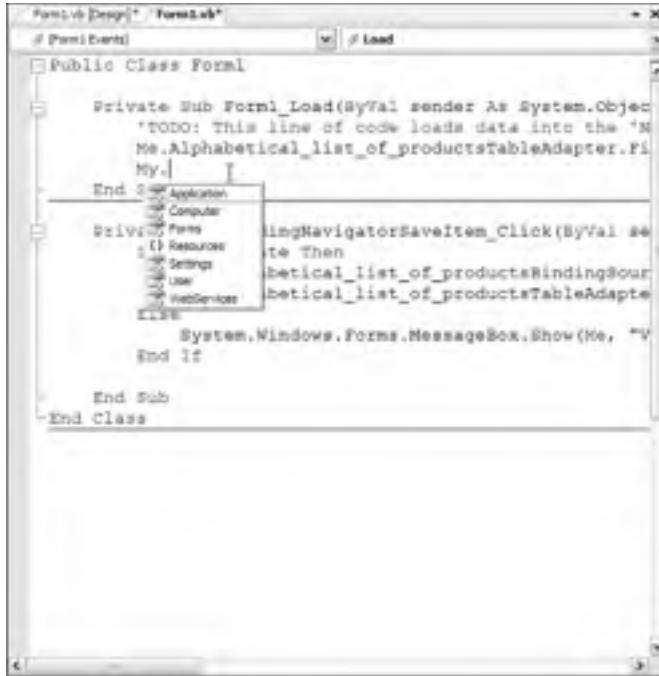 Form1.vb [Design]* Form1.vb*
(Form1 Events) Load
Public Class Form1
Private Sub Form1_Load(ByVal sender As System.Objec
'TODO: This line of code loads data into the 'N
Me.Alphabetical_list_of_productsTableAdapter.Fi
My.
End S
Application
Computer
Priv Forms ingNavigatorSaveItem_Click(ByVal se
{} Resources te Then
Settings betical_list_of_productsBindingSour
User
WebServices betical_list_of_productsTableAdapte
Else
System.Windows.Forms.MessageBox.Show(Me, "V
End If
End Sub
End Class